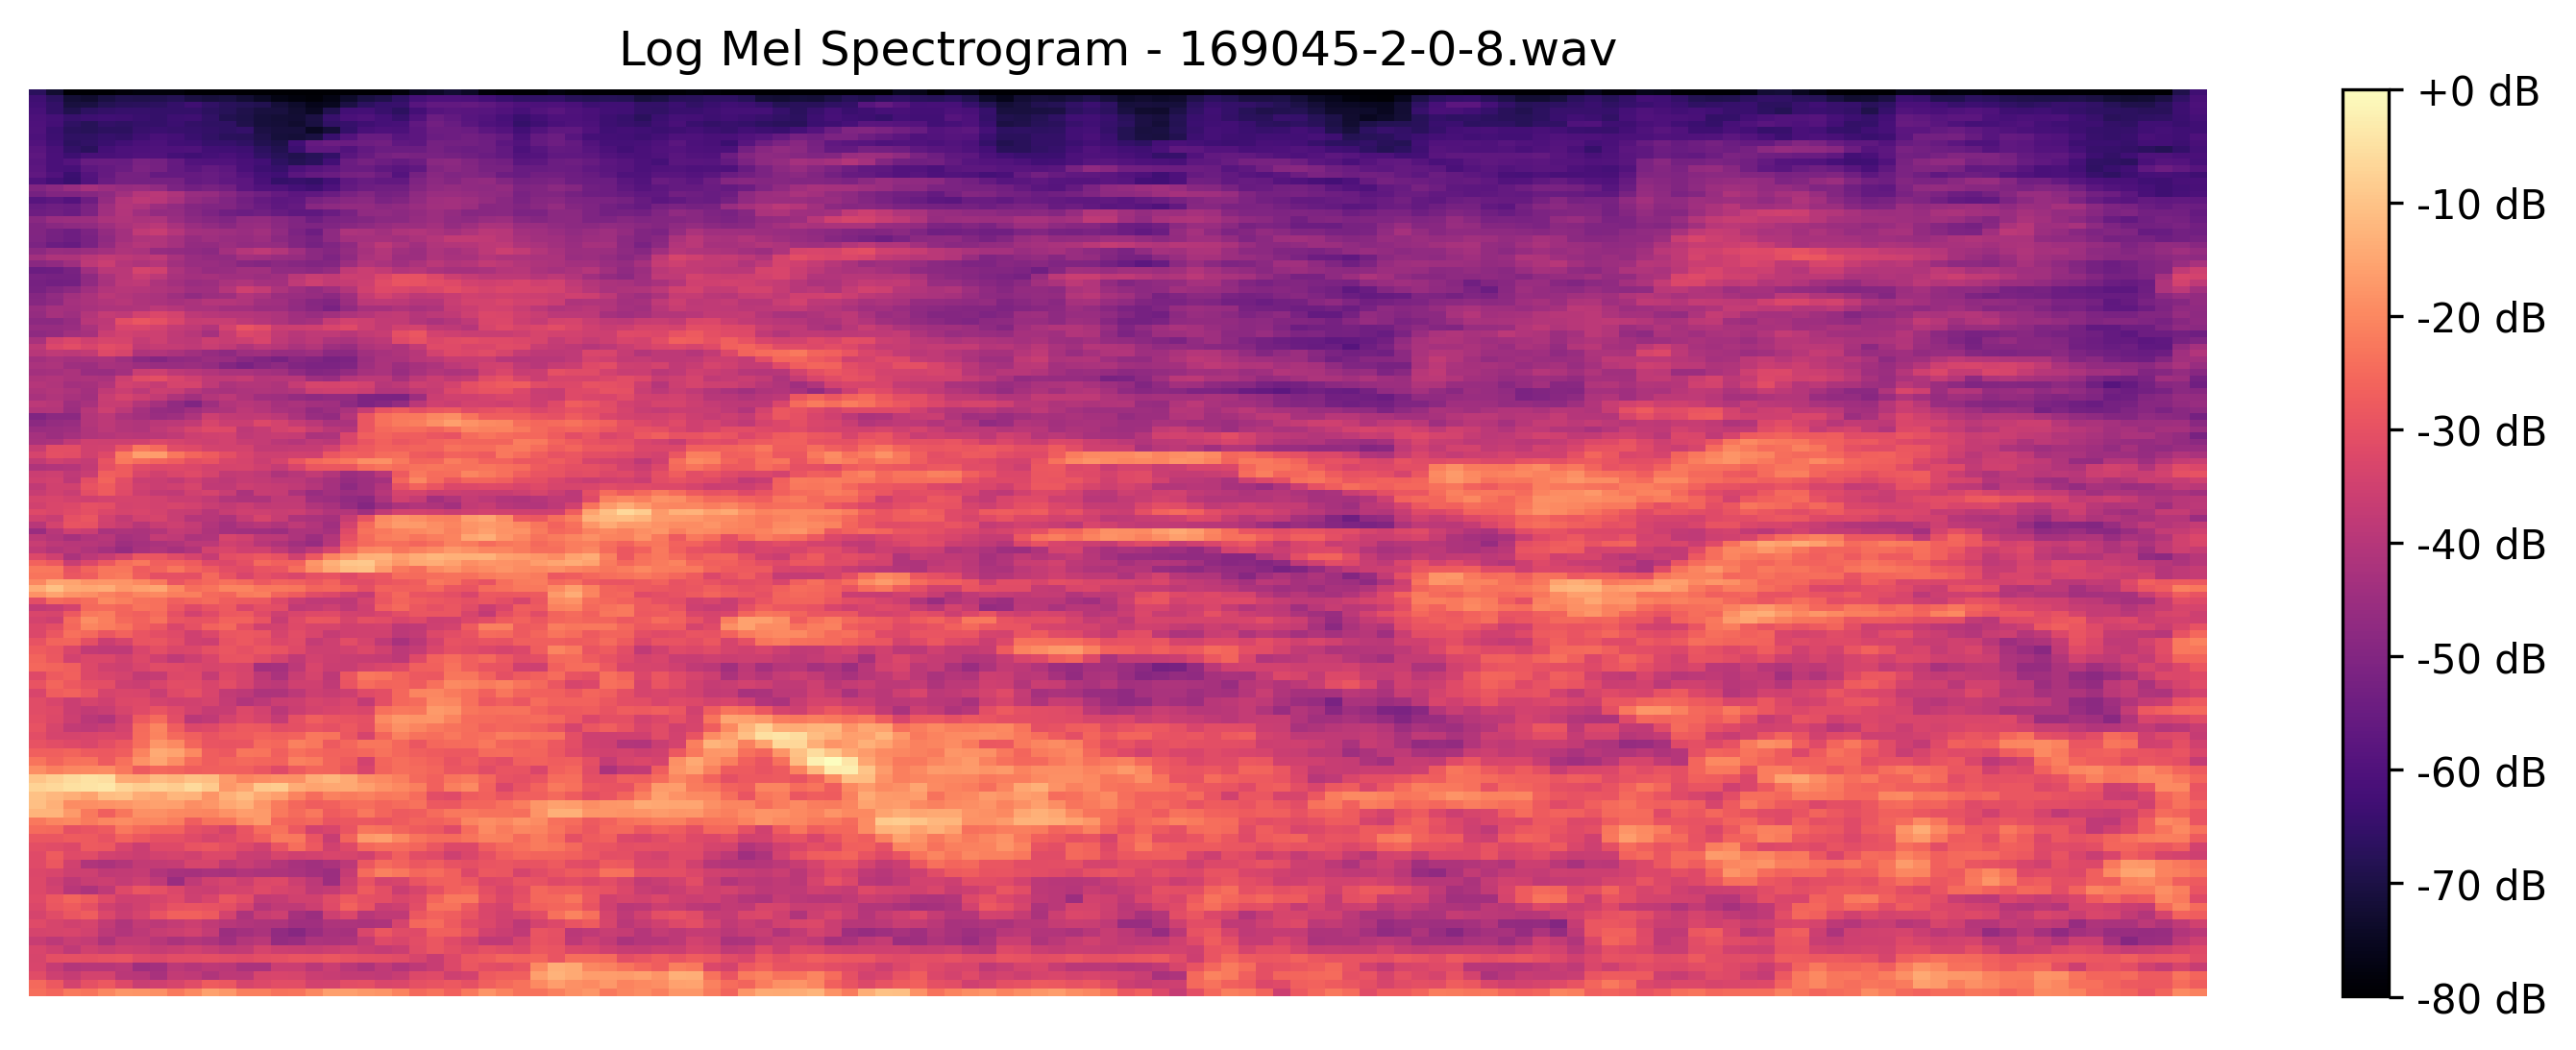 Log Mel Spectrogram - 169045-2-0-8.wav
+0 dB
-10 dB
-20 dB
-30 dB
-40 dB
-50 dB
-60 dB
-70 dB
-80 dB